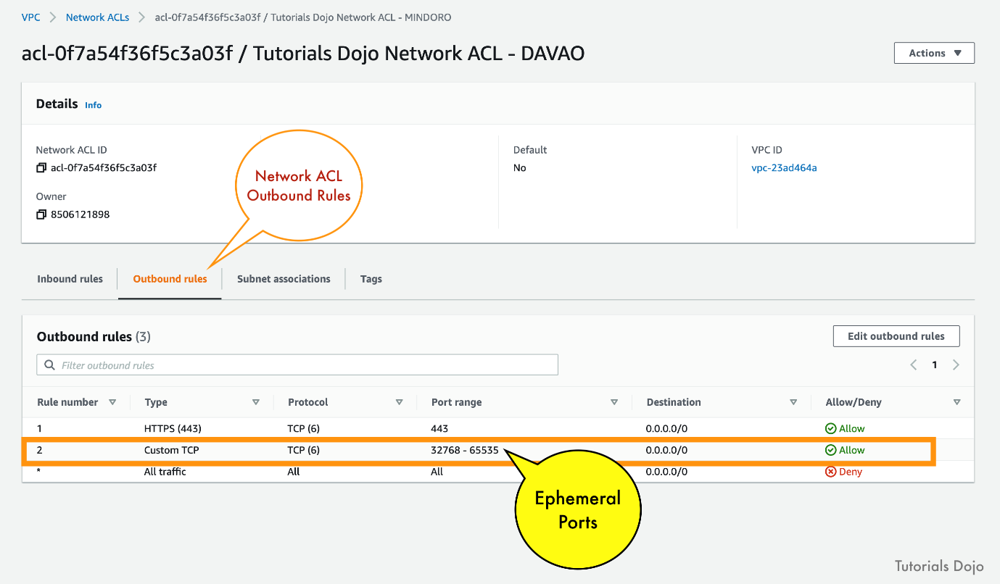 VPC > Network ACLs > acl-0f7a54f36f5c3a03f / Tutorials Dojo Network ACL - MINDORO
acl-0f7a54f36f5c3a03f / Tutorials Dojo Network ACL - DAVAO
Actions
Details Info
Network ACL ID
acl-0f7a54f36f5c3a03f
Owner
8506121898
Network ACL
Outbound Rules
Default
No
VPC ID
vpc-23ad464a
Inbound rules Outbound rules Subnet associations Tags
Outbound rules (3)
Edit outbound rules
Filter outbound rules
1
Rule number Type Protocol Port range Destination Allow/Deny
1 HTTPS (443) TCP (6) 443 0.0.0.0/0 Allow
2 Custom TCP TCP (6) 32768 - 65535 0.0.0.0/0 Allow
* All traffic All All 0.0.0.0/0 Deny
Ephemeral
Ports
Tutorials Dojo